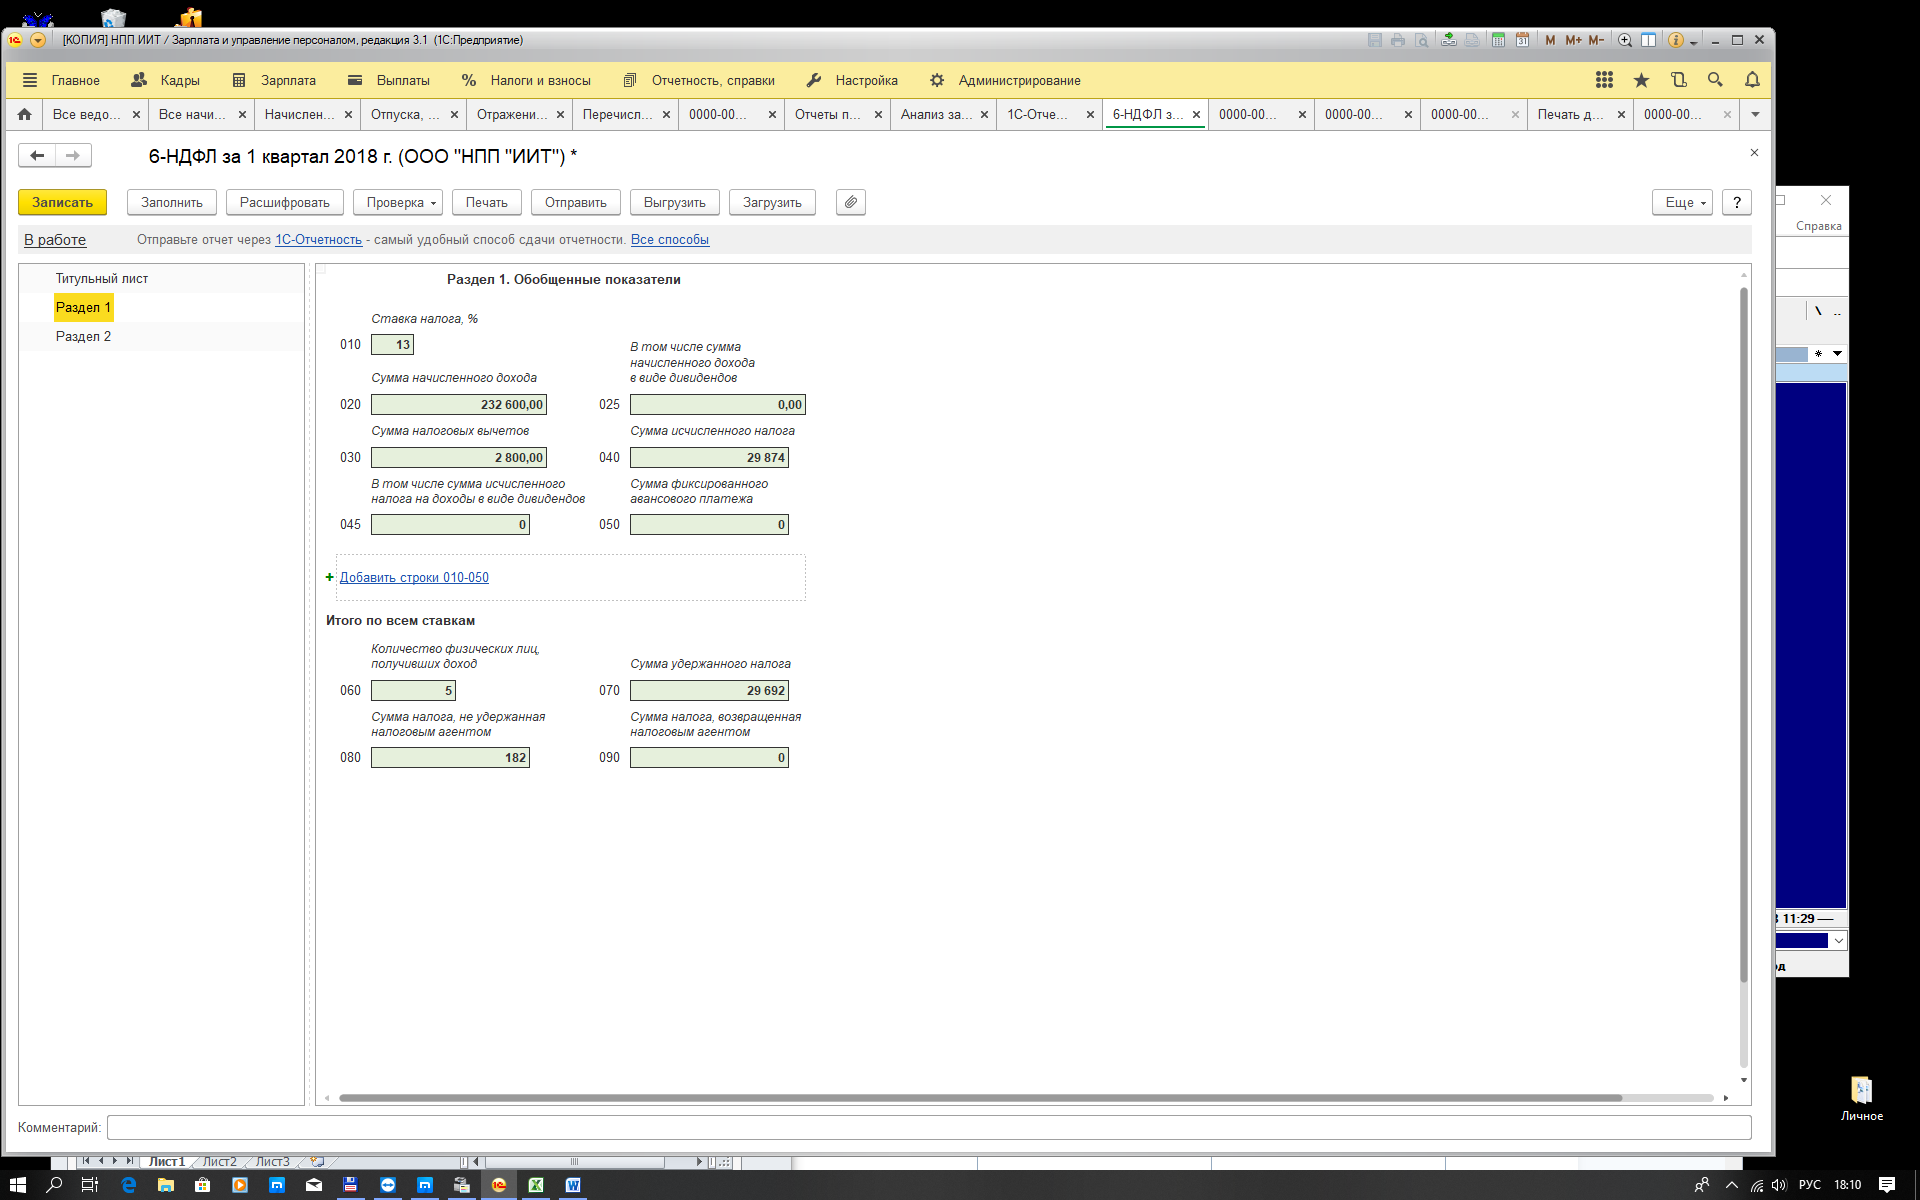 [КОПИЯ] НПП ИИТ / Зарплата и управление персоналом, редакция 3.1 (1С:Предприятие)
M M+ M-
Главное Кадры Зарплата Выплаты % Налоги и взносы Отчетность, справки Настройка Администрирование
Все ведо... Все начи... Начислен... Отпуска, ... Отражени... Перечисл... 0000-00... Отчеты п... Анализ за... 1С-Отче... 6-НДФЛ з... 0000-00... 0000-00... 0000-00... Печать д... 0000-00...
6-НДФЛ за 1 квартал 2018 г. (ООО "НПП "ИИТ") *
Записать Заполнить Расшифровать Проверка Печать Отправить Выгрузить Загрузить Еще ?
Справка
В работе Отправьте отчет через 1С-Отчетность - самый удобный способ сдачи отчетности. Все способы
Титульный лист
Раздел 1
Раздел 2
Раздел 1. Обобщенные показатели
Ставка налога, %
010 13
В том числе сумма
начисленного дохода
в виде дивидендов
Сумма начисленного дохода
020 232 600,00 025 0,00
Сумма налоговых вычетов Сумма исчисленного налога
030 2 800,00 040 29 874
В том числе сумма исчисленного
налога на доходы в виде дивидендов
Сумма фиксированного
авансового платежа
045 0 050 0
+ Добавить строки 010-050
Итого по всем ставкам
Количество физических лиц,
получивших доход
Сумма удержанного налога
060 5 070 29 692
Сумма налога, не удержанная
налоговым агентом
Сумма налога, возвращенная
налоговым агентом
080 182 090 0
11:29
Комментарий:
Личное
Лист1 Лист2 Лист3
РУС 18:10